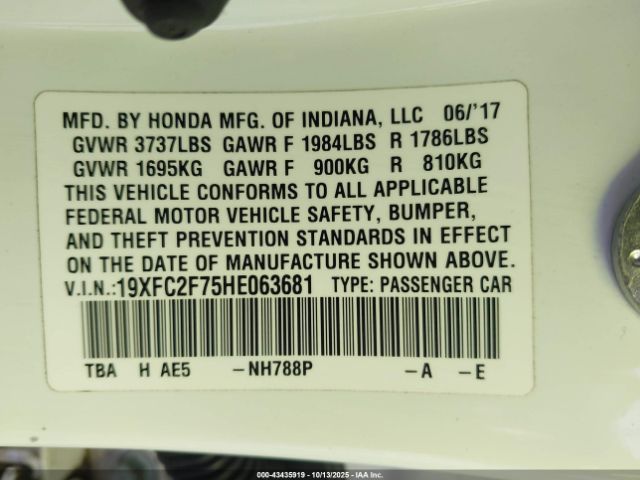 MFD. BY HONDA MFG. OF INDIANA, LLC 06/'17
GVWR 3737LBS GAWR F 1984LBS R 1786LBS
GVWR 1695KG GAWR F 900KG R 810KG
THIS VEHICLE CONFORMS TO ALL APPLICABLE
FEDERAL MOTOR VEHICLE SAFETY, BUMPER,
AND THEFT PREVENTION STANDARDS IN EFFECT
ON THE DATE OF MANUFACTURE SHOWN ABOVE.
V.I.N.:19XFC2F75HE063681 TYPE: PASSENGER CAR
TBA H AE5 -NH788P -A -E
000-43435919 | 10/13/2025 | © IAA, Inc.